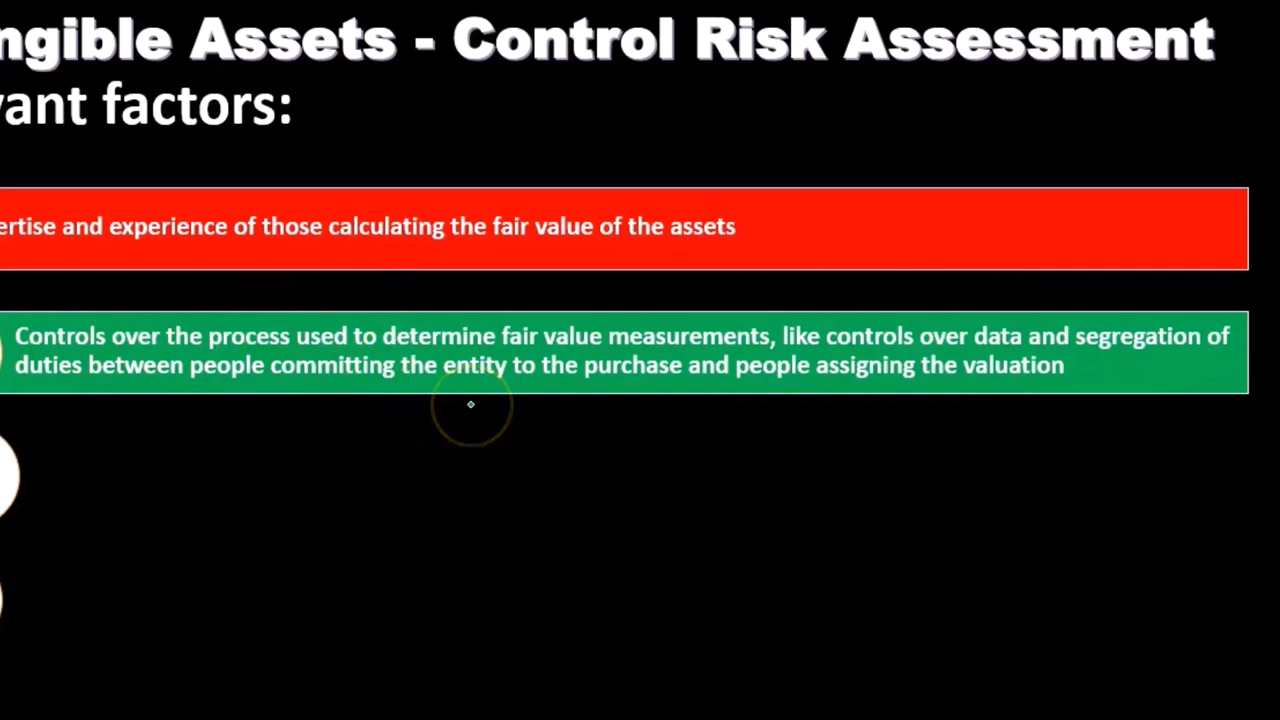 ngible Assets - Control Risk Assessment
vant factors:
ertise and experience of those calculating the fair value of the assets
Controls over the process used to determine fair value measurements, like controls over data and segregation of
duties between people committing the entity to the purchase and people assigning the valuation